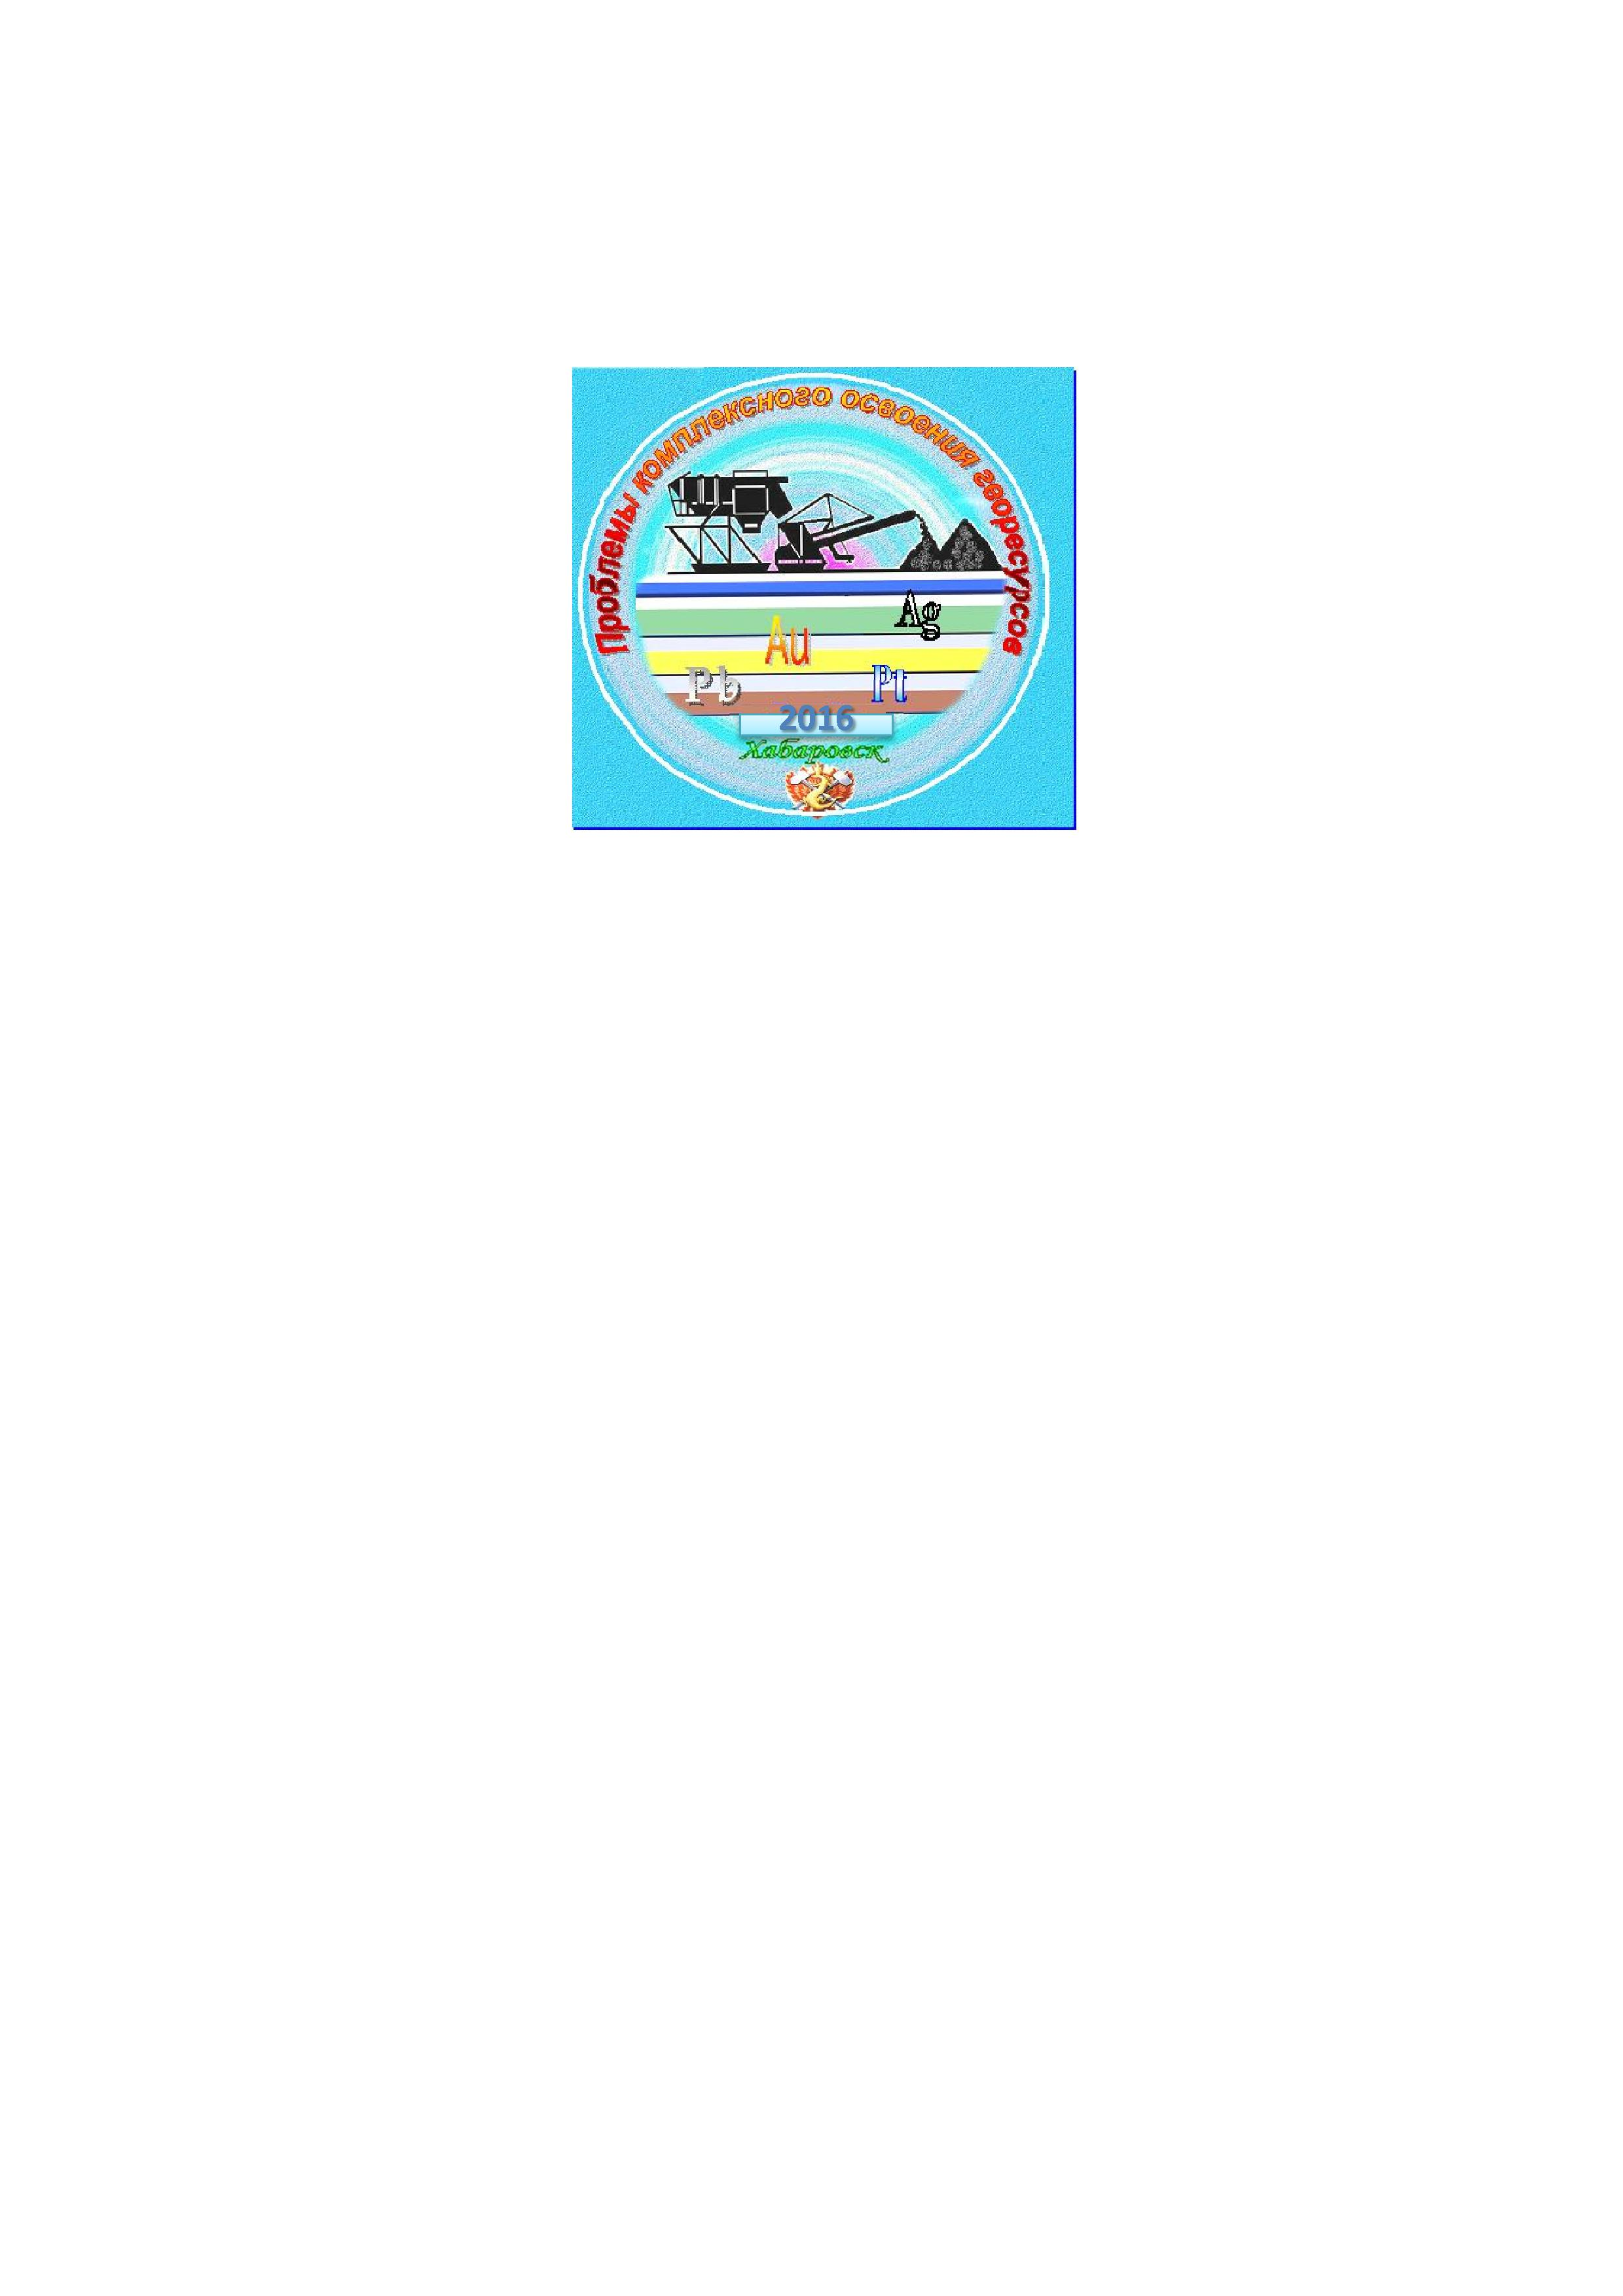 Проблемы комплексного освоения георесурсов
Ag
Au
Pb
Pt
2016
Хабаровск